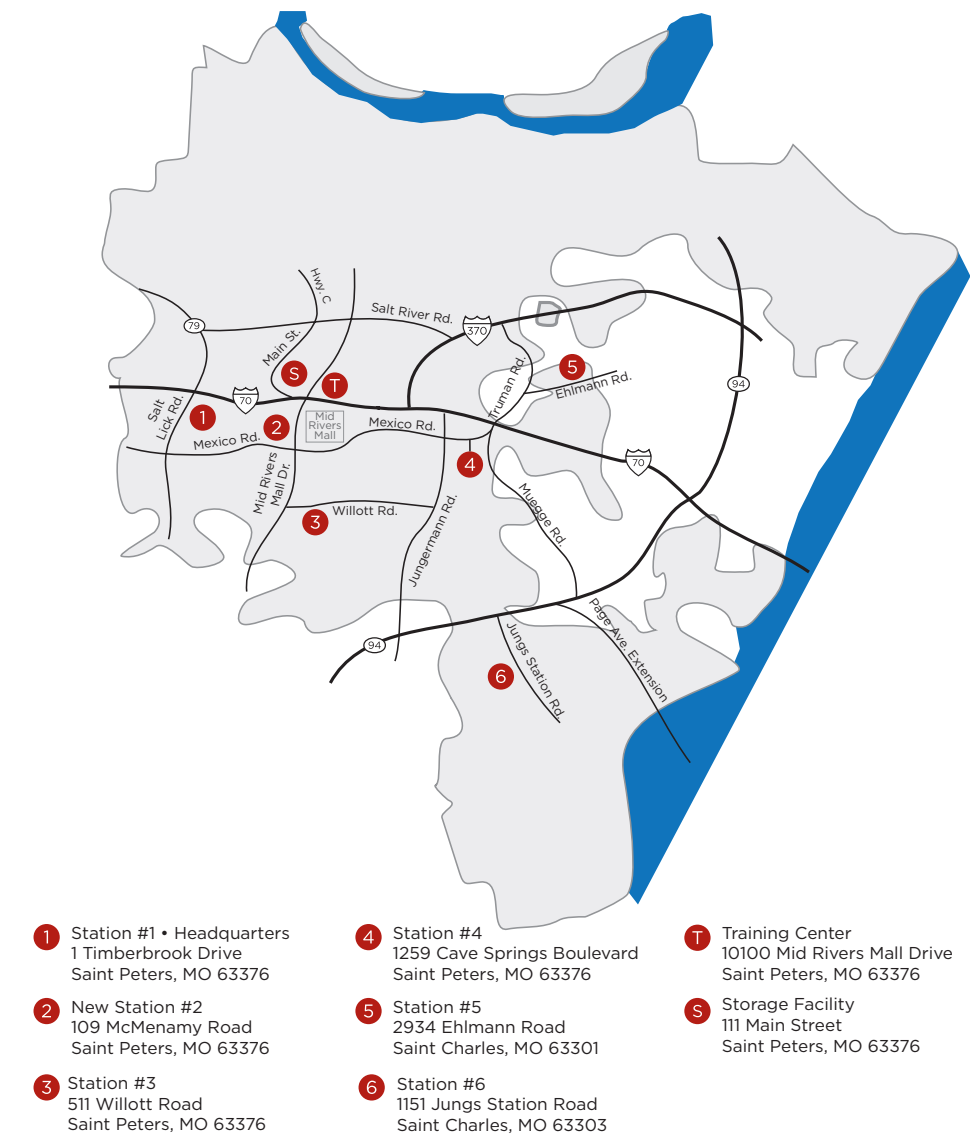 Hwy. C
Salt River Rd.
79
370
Main St.
S
T
5
Truman Rd.
Ehlmann Rd.
94
70
Salt
Lick Rd.
1
2
Mid
Rivers
Mall
Mexico Rd.
Mexico Rd.
4
70
Mid Rivers
Mall Dr.
Muegge Rd.
3
Willott Rd.
Jungermann Rd.
94
Page Ave. Extension
Jungs Station Rd.
6
1 Station #1 • Headquarters
1 Timberbrook Drive
Saint Peters, MO 63376
2 New Station #2
109 McMenamy Road
Saint Peters, MO 63376
3 Station #3
511 Willott Road
Saint Peters, MO 63376
4 Station #4
1259 Cave Springs Boulevard
Saint Peters, MO 63376
5 Station #5
2934 Ehlmann Road
Saint Charles, MO 63301
6 Station #6
1151 Jungs Station Road
Saint Charles, MO 63303
T Training Center
10100 Mid Rivers Mall Drive
Saint Peters, MO 63376
S Storage Facility
111 Main Street
Saint Peters, MO 63376